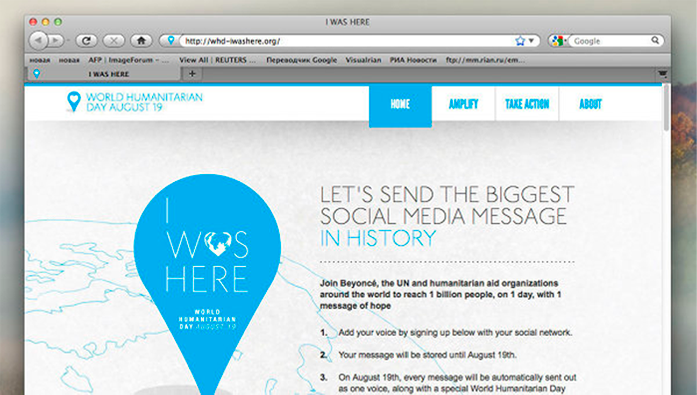 I WAS HERE
http://whd-iwashere.org/
Google
новая новая AFP | ImageForum – ... View All | REUTERS ... Переводчик Google Visualrian РИА Новости ftp://mm.rian.ru/em...
I WAS HERE
WORLD HUMANITARIAN
DAY AUGUST 19
HOME AMPLIFY TAKE ACTION ABOUT
I
WAS
HERE
WORLD
HUMANITARIAN
DAY AUGUST 19
LET'S SEND THE BIGGEST
SOCIAL MEDIA MESSAGE
IN HISTORY
Join Beyoncé, the UN and humanitarian aid organizations
around the world to reach 1 billion people, on 1 day, with 1
message of hope
1. Add your voice by signing up below with your social network.
2. Your message will be stored until August 19th.
3. On August 19th, every message will be automatically sent out
as one voice, along with a special World Humanitarian Day